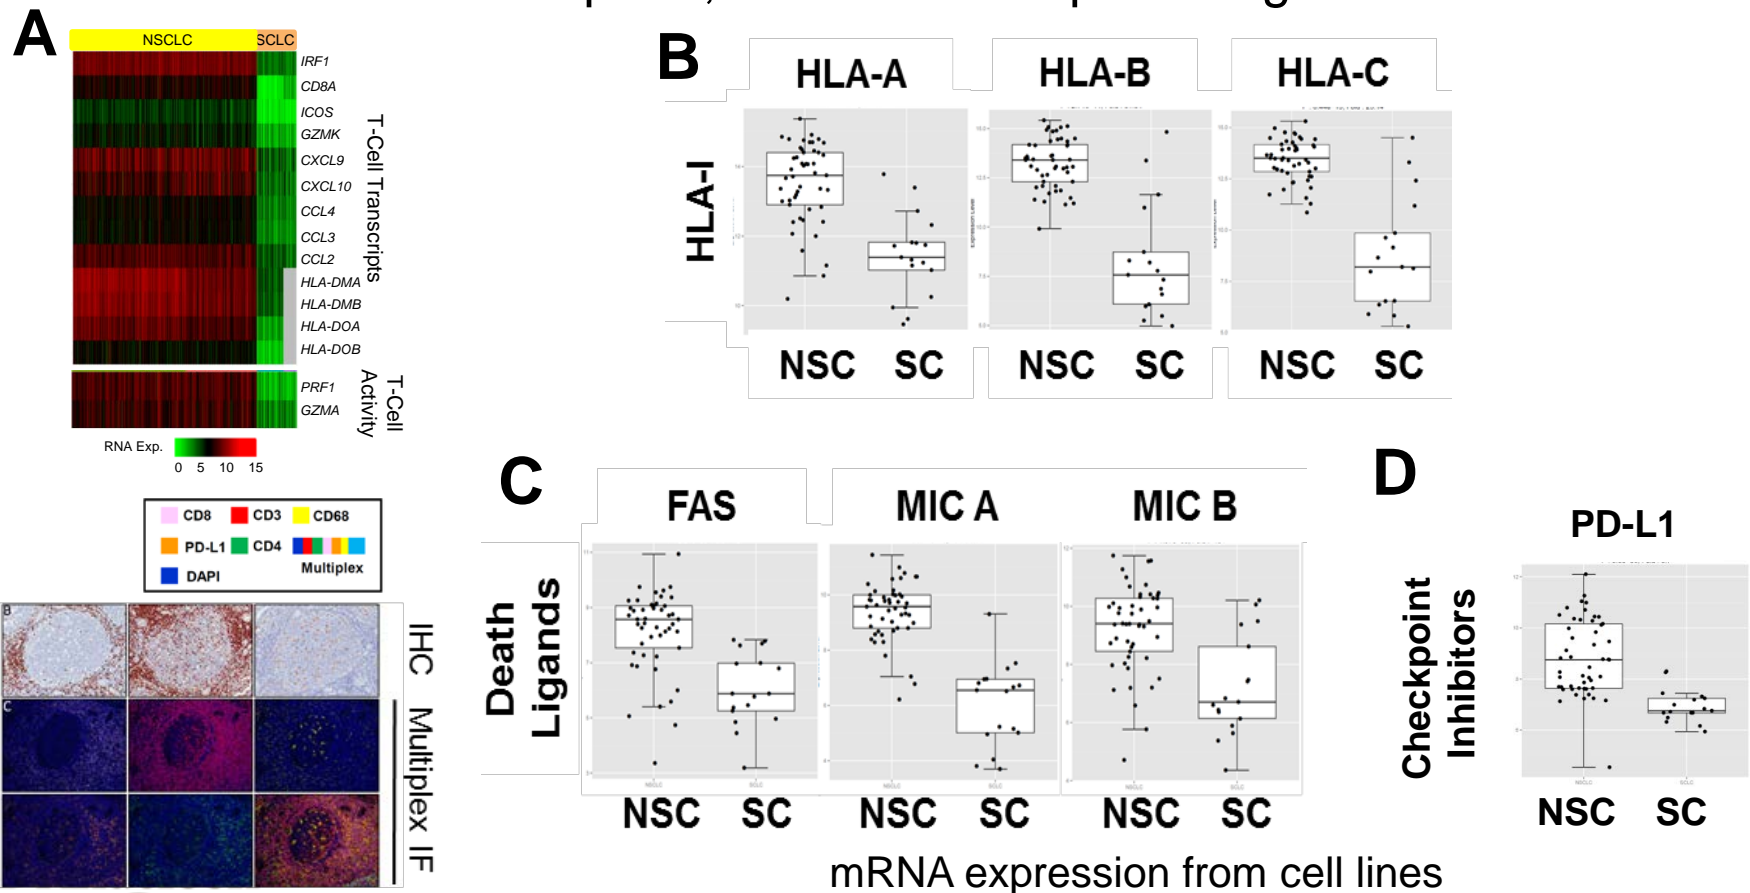 A
NSCLC
SCLC
IRF1
CD8A
ICOS
GZMK
CXCL9
CXCL10
CCL4
CCL3
CCL2
HLA-DMA
HLA-DMB
HLA-DOA
HLA-DOB
T-Cell Transcripts
PRF1
GZMA
T-Cell
Activity
RNA Exp.
0 5 10 15
CD8 CD3 CD68
PD-L1 CD4
Multiplex
DAPI
B
IHC
C
Multiplex IF
B
HLA-A HLA-B HLA-C
HLA-I
NSC SC NSC SC NSC SC
C
FAS MIC A MIC B
Death
Ligands
NSC SC NSC SC NSC SC
D
PD-L1
Checkpoint
Inhibitors
NSC SC
mRNA expression from cell lines